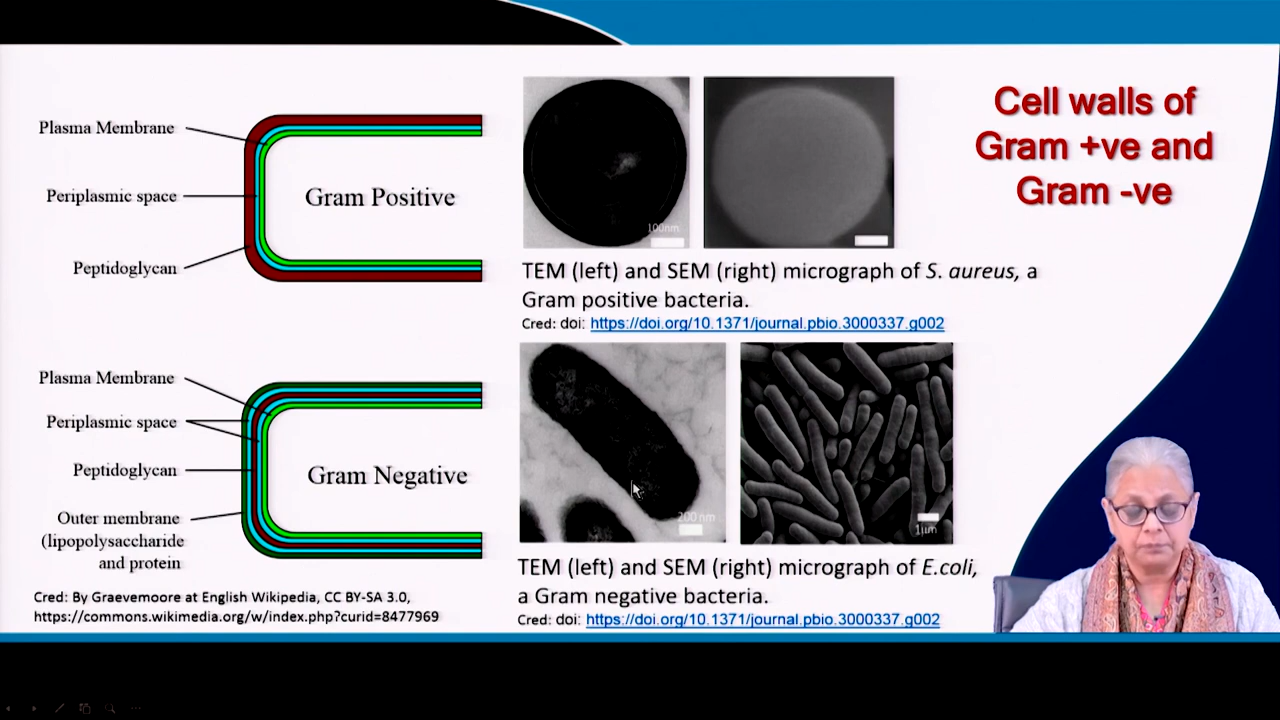 Cell walls of
Gram +ve and
Gram -ve
Plasma Membrane
Periplasmic space
Peptidoglycan
Gram Positive
100nm
TEM (left) and SEM (right) micrograph of S. aureus, a
Gram positive bacteria.
Cred: doi: https://doi.org/10.1371/journal.pbio.3000337.g002
Plasma Membrane
Periplasmic space
Peptidoglycan
Outer membrane
(lipopolysaccharide
and protein
Gram Negative
200 nm
1µm
TEM (left) and SEM (right) micrograph of E.coli,
a Gram negative bacteria.
Cred: doi: https://doi.org/10.1371/journal.pbio.3000337.g002
Cred: By Graevemoore at English Wikipedia, CC BY-SA 3.0,
https://commons.wikimedia.org/w/index.php?curid=8477969